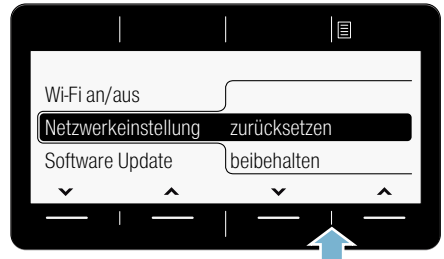 Wi-Fi an/aus
Netzwerkeinstellung zurücksetzen
Software Update beibehalten